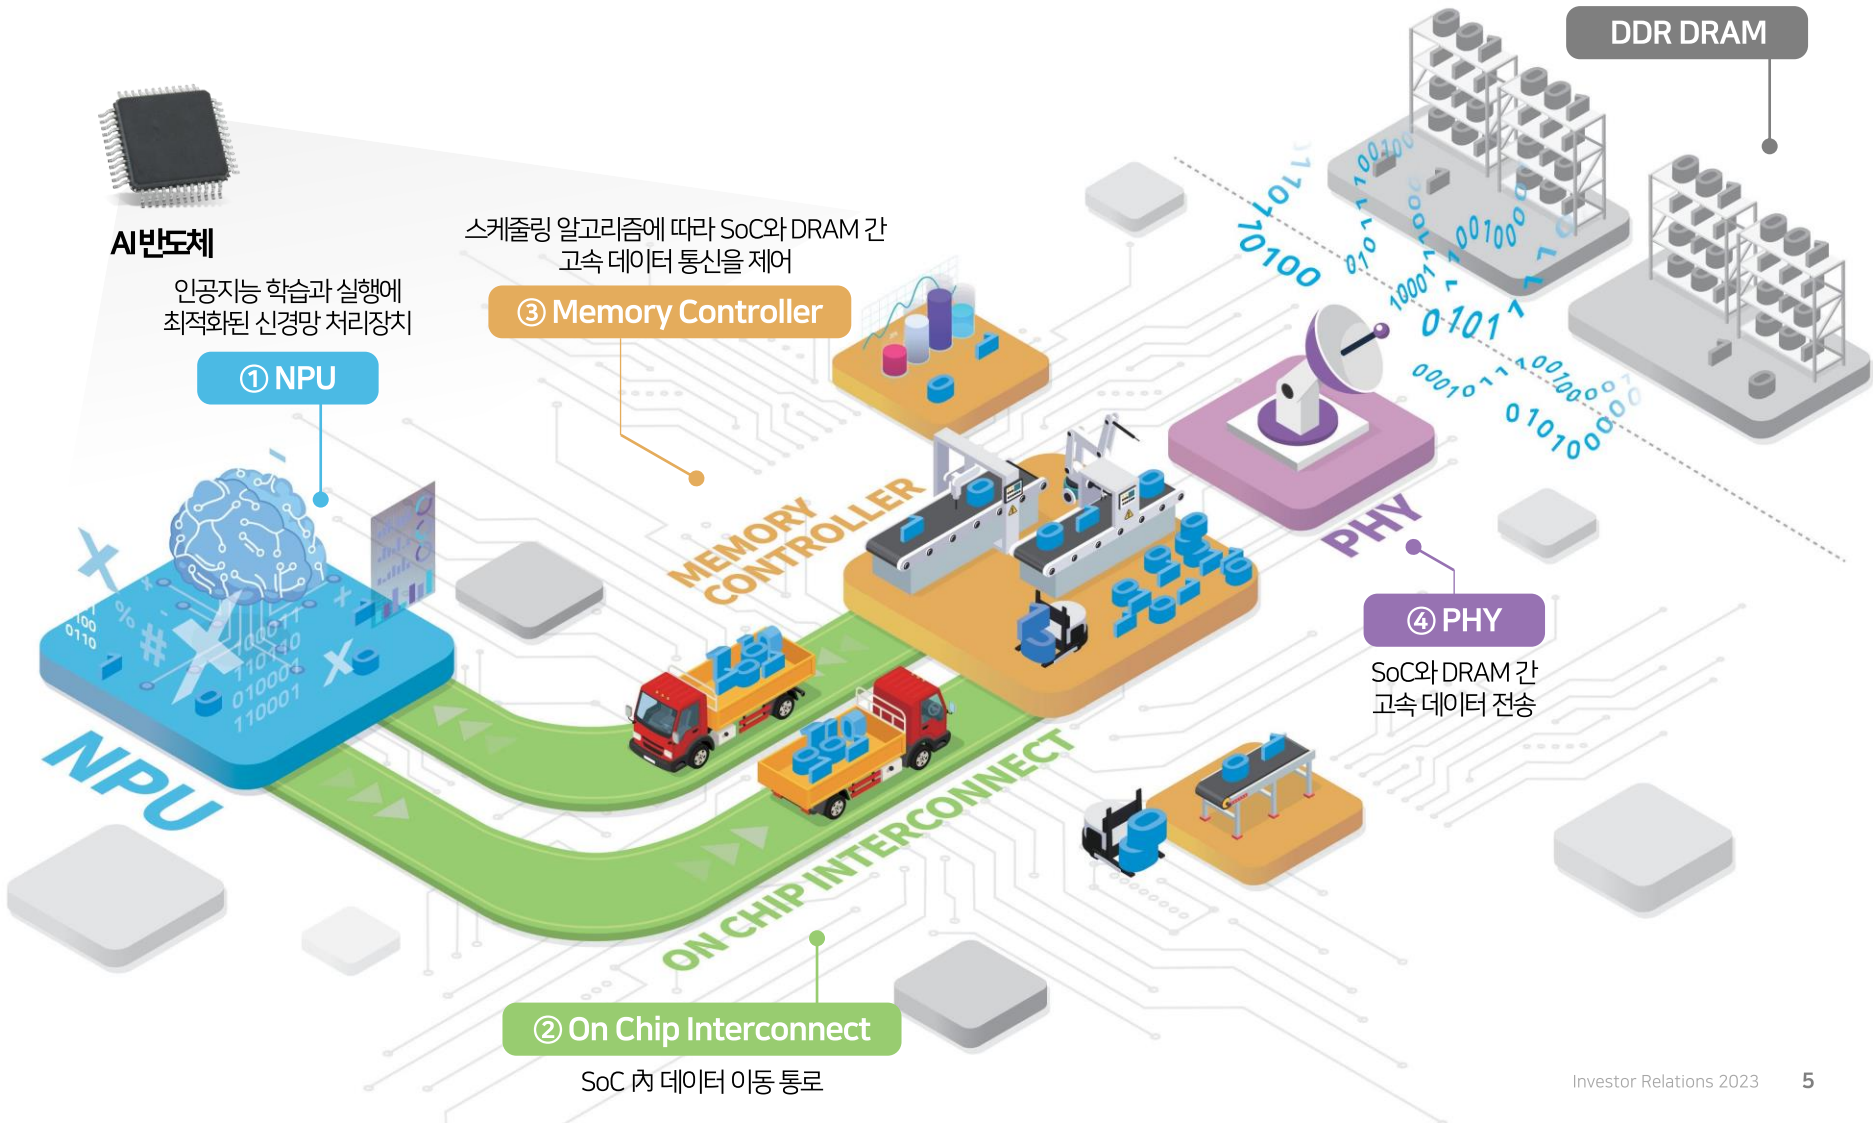 DDR DRAM
AI 반도체
인공지능 학습과 실행에
최적화된 신경망 처리장치
① NPU
스케줄링 알고리즘에 따라 SoC와 DRAM 간
고속 데이터 통신을 제어
③ Memory Controller
MEMORY
CONTROLLER
NPU
PHY
④ PHY
SoC와 DRAM 간
고속 데이터 전송
ON CHIP INTERCONNECT
② On Chip Interconnect
SoC 內 데이터 이동 통로
Investor Relations 2023
5